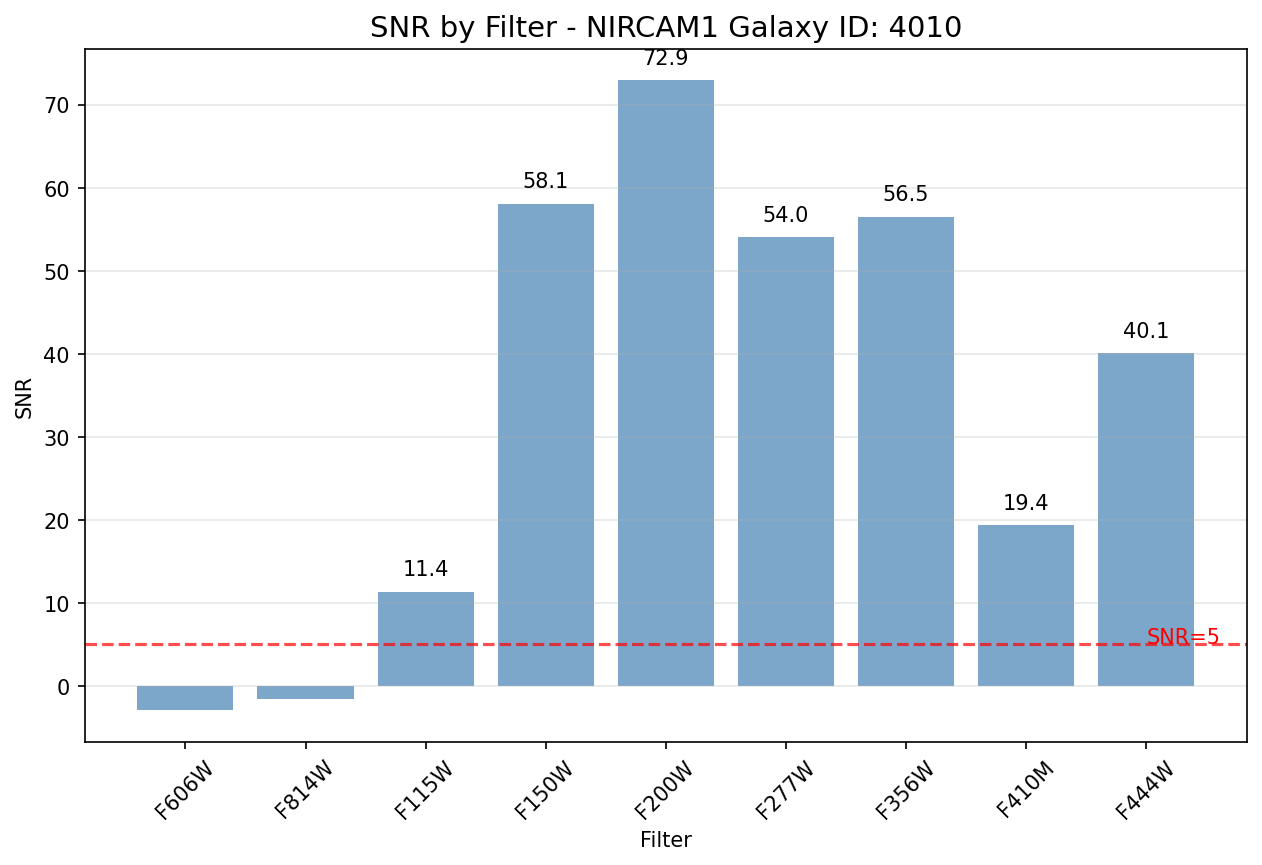 SNR by Filter - NIRCAM1 Galaxy ID: 4010
72.9
70
60
58.1
56.5
54.0
50
40
40.1
SNR
30
20
19.4
11.4
10
SNR=5
0
F606W
F814W
F115W
F150W
F200W
F277W
F356W
F410M
F444W
Filter